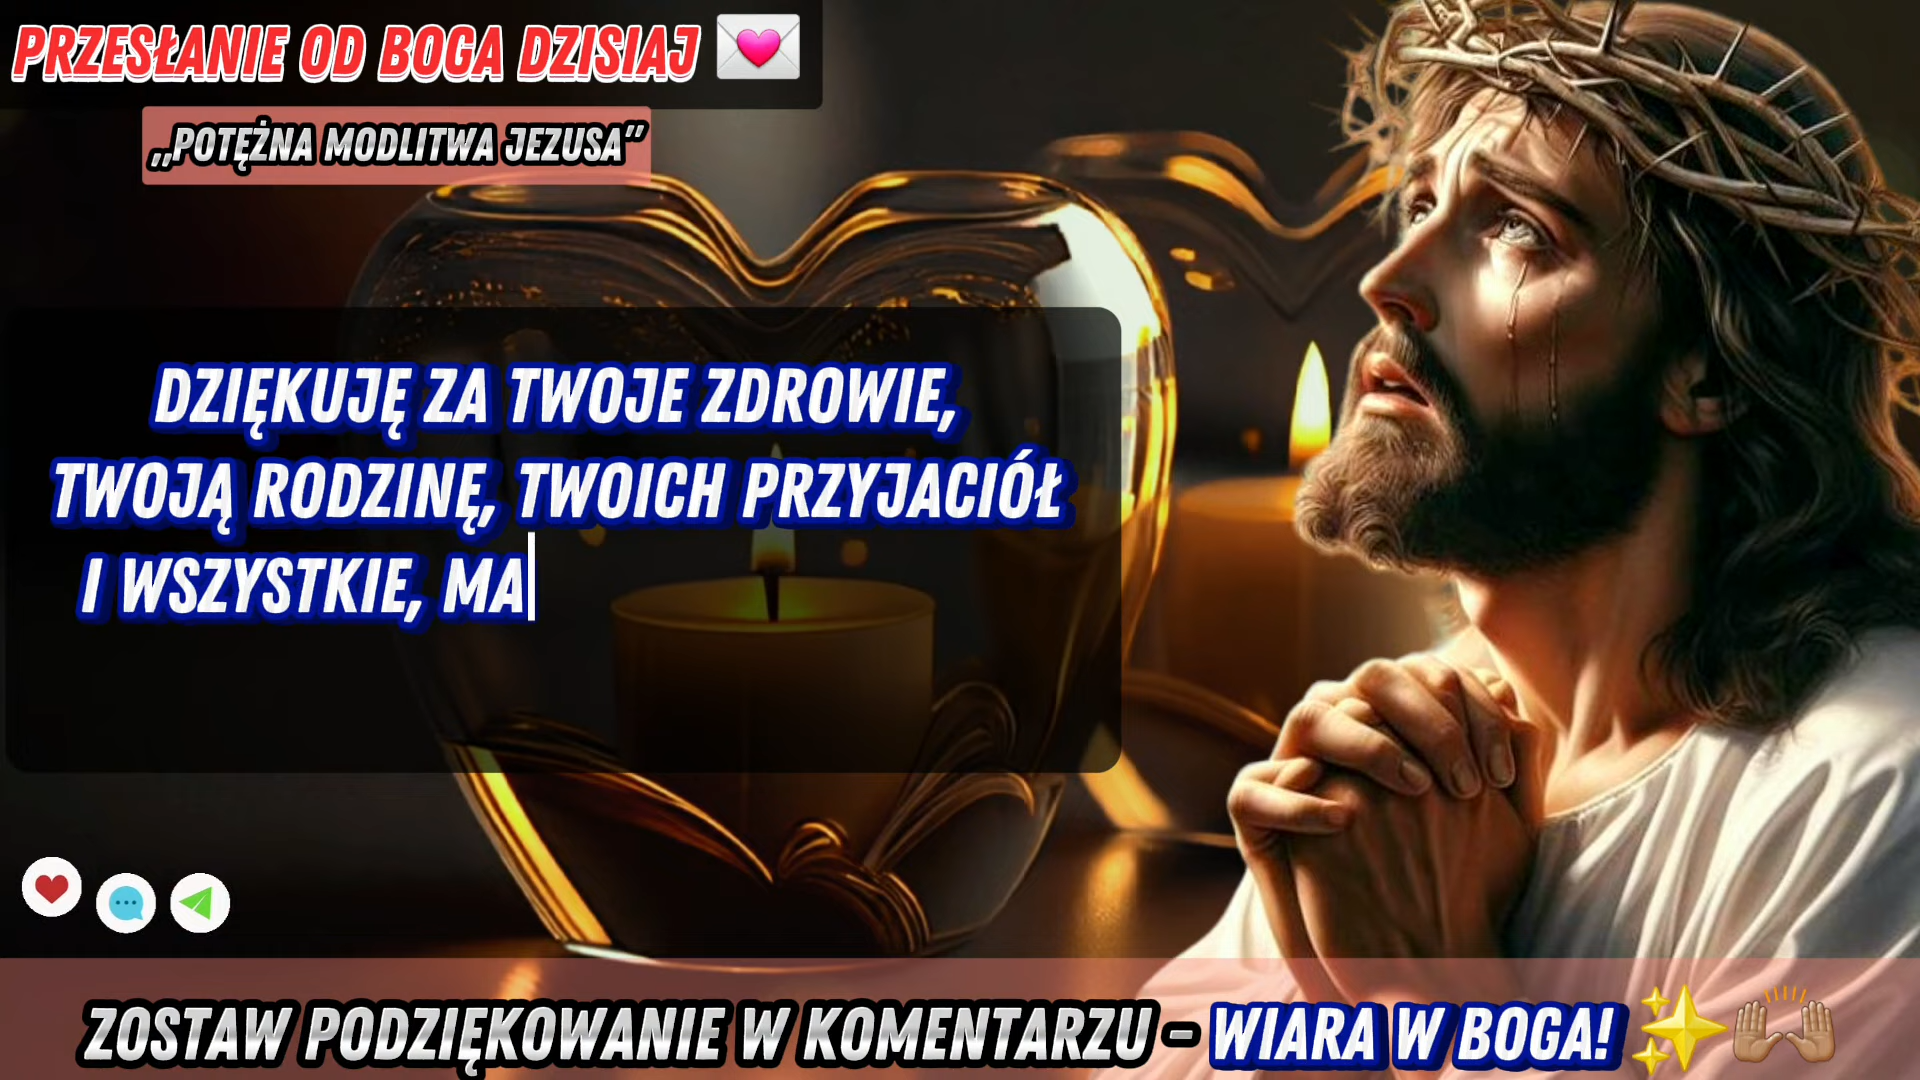 PRZESŁANIE OD BOGA DZISIAJ
,,POTĘŻNA MODLITWA JEZUSA"
DZIĘKUJĘ ZA TWOJE ZDROWIE,
TWOJĄ RODZINĘ, TWOICH PRZYJACIÓŁ
I WSZYSTKIE, MA
ZOSTAW PODZIĘKOWANIE W KOMENTARZU - WIARA W BOGA!